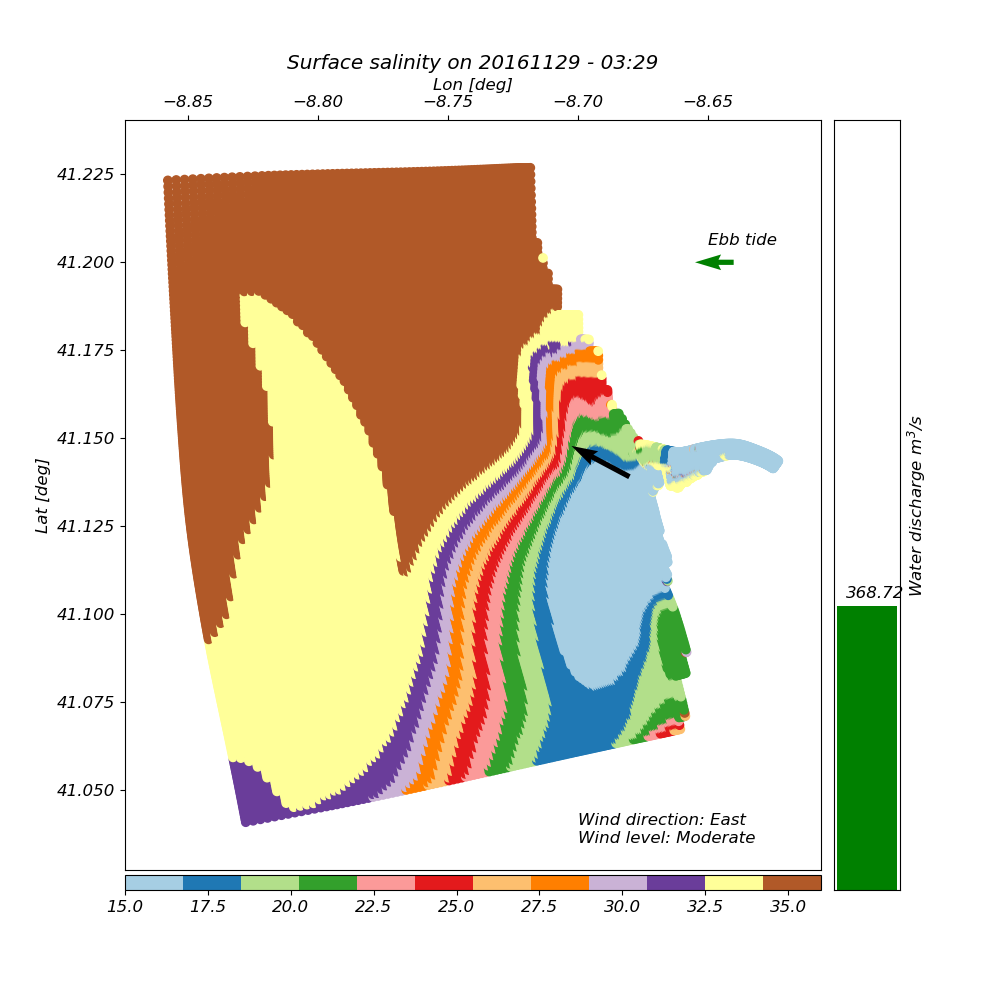 Surface salinity on 20161129 - 03:29
Lon [deg]
−8.85 −8.80 −8.75 −8.70 −8.65
41.225
41.200
41.175
41.150
41.125
41.100
41.075
41.050
Lat [deg]
Ebb tide
Wind direction: East
Wind level: Moderate
368.72
Water discharge m³/s
15.0 17.5 20.0 22.5 25.0 27.5 30.0 32.5 35.0